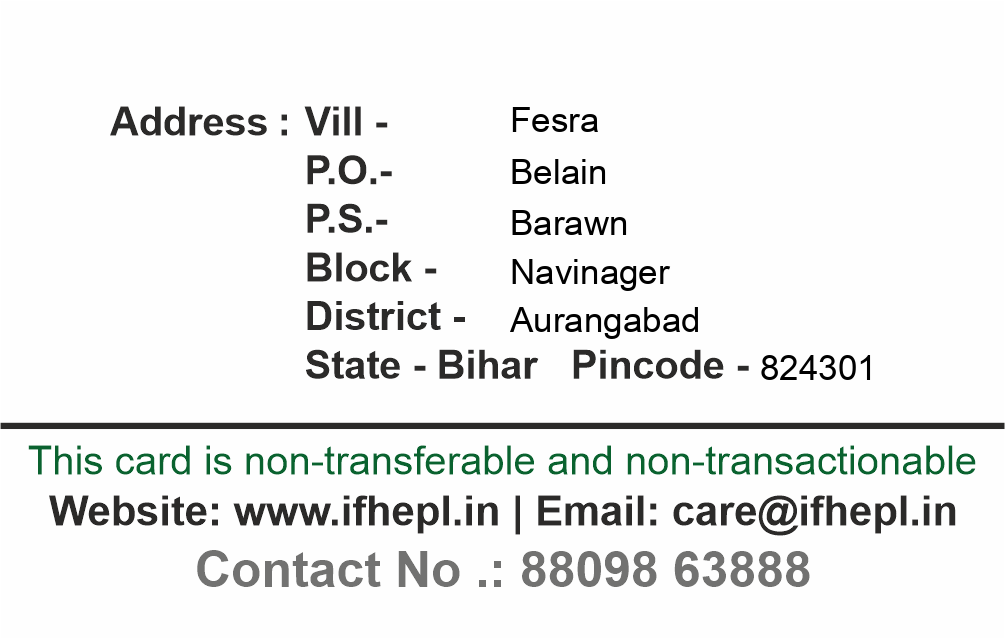 Address : Vill - Fesra
P.O.- Belain
P.S.- Barawn
Block - Navinager
District - Aurangabad
State - Bihar Pincode - 824301
This card is non-transferable and non-transactionable
Website: www.ifhepl.in | Email: care@ifhepl.in
Contact No .: 88098 63888